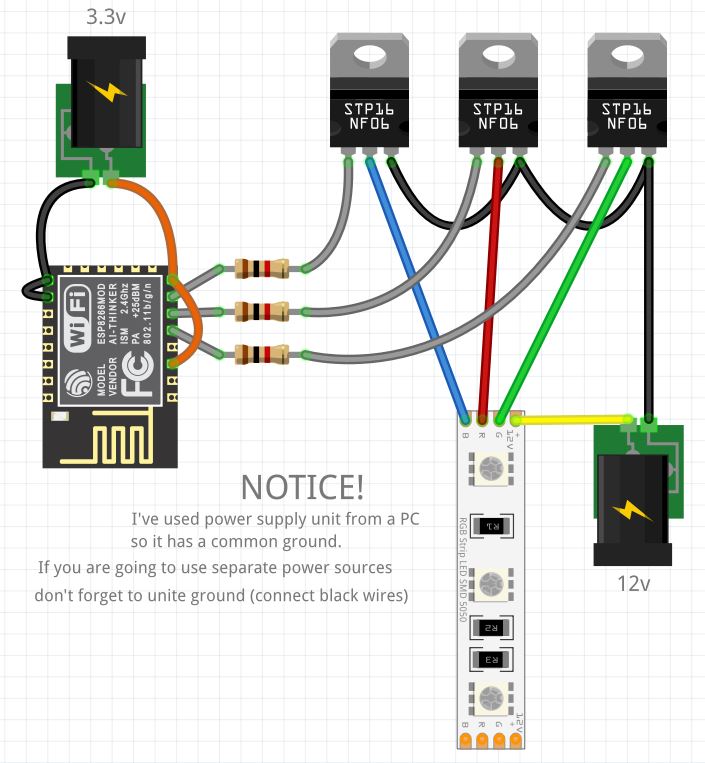 3.3v
STP16
NF06
STP16
NF06
STP16
NF06
WiFi
ESP8266MOD
AI-THINKER
ISM 2.4Ghz
PA +25dBM
802.11b/g/n
MODEL
VENDOR
FC
B R G +
12V
R1
RGB Strip LED SMD 5050
R2
R3
B R G 12V
12v
NOTICE!
I've used power supply unit from a PC
so it has a common ground.
If you are going to use separate power sources
don't forget to unite ground (connect black wires)